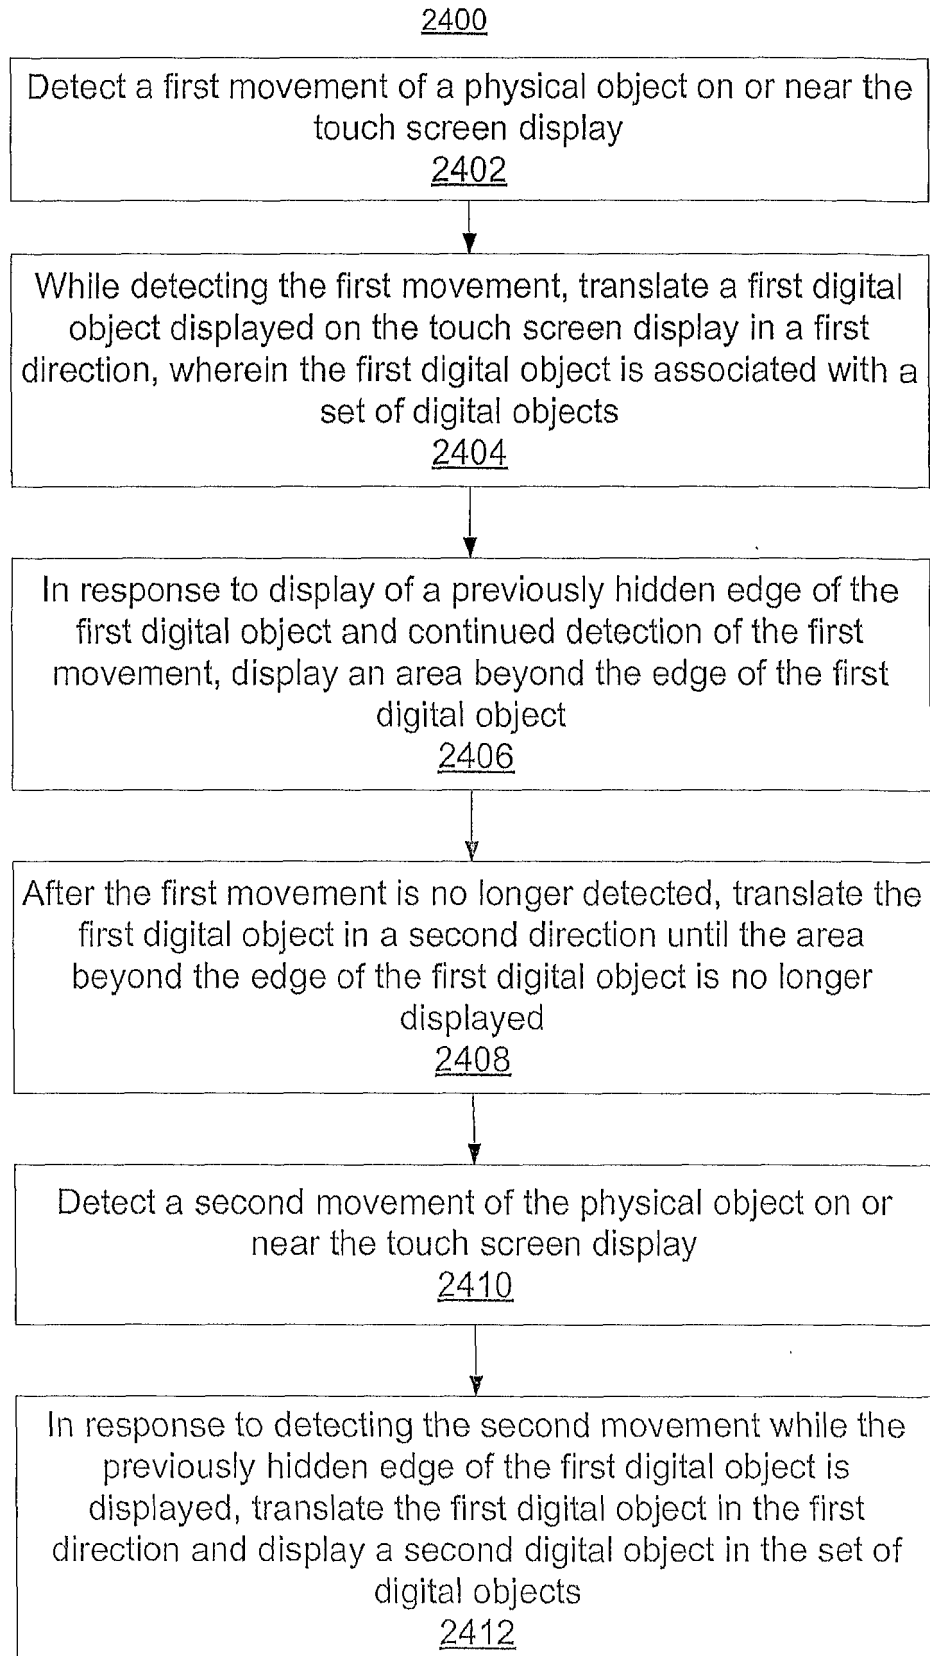 2400
Detect a first movement of a physical object on or near the
touch screen display
2402
While detecting the first movement, translate a first digital
object displayed on the touch screen display in a first
direction, wherein the first digital object is associated with a
set of digital objects
2404
In response to display of a previously hidden edge of the
first digital object and continued detection of the first
movement, display an area beyond the edge of the first
digital object
2406
After the first movement is no longer detected, translate the
first digital object in a second direction until the area
beyond the edge of the first digital object is no longer
displayed
2408
Detect a second movement of the physical object on or
near the touch screen display
2410
In response to detecting the second movement while the
previously hidden edge of the first digital object is
displayed, translate the first digital object in the first
direction and display a second digital object in the set of
digital objects
2412